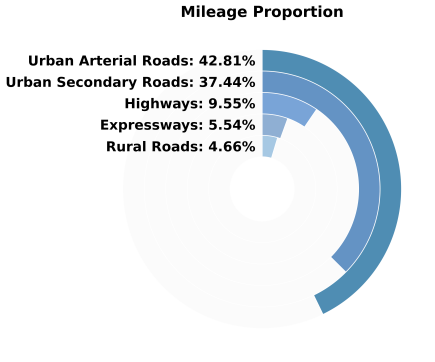 Mileage Proportion
Urban Arterial Roads: 42.81%
Urban Secondary Roads: 37.44%
Highways: 9.55%
Expressways: 5.54%
Rural Roads: 4.66%